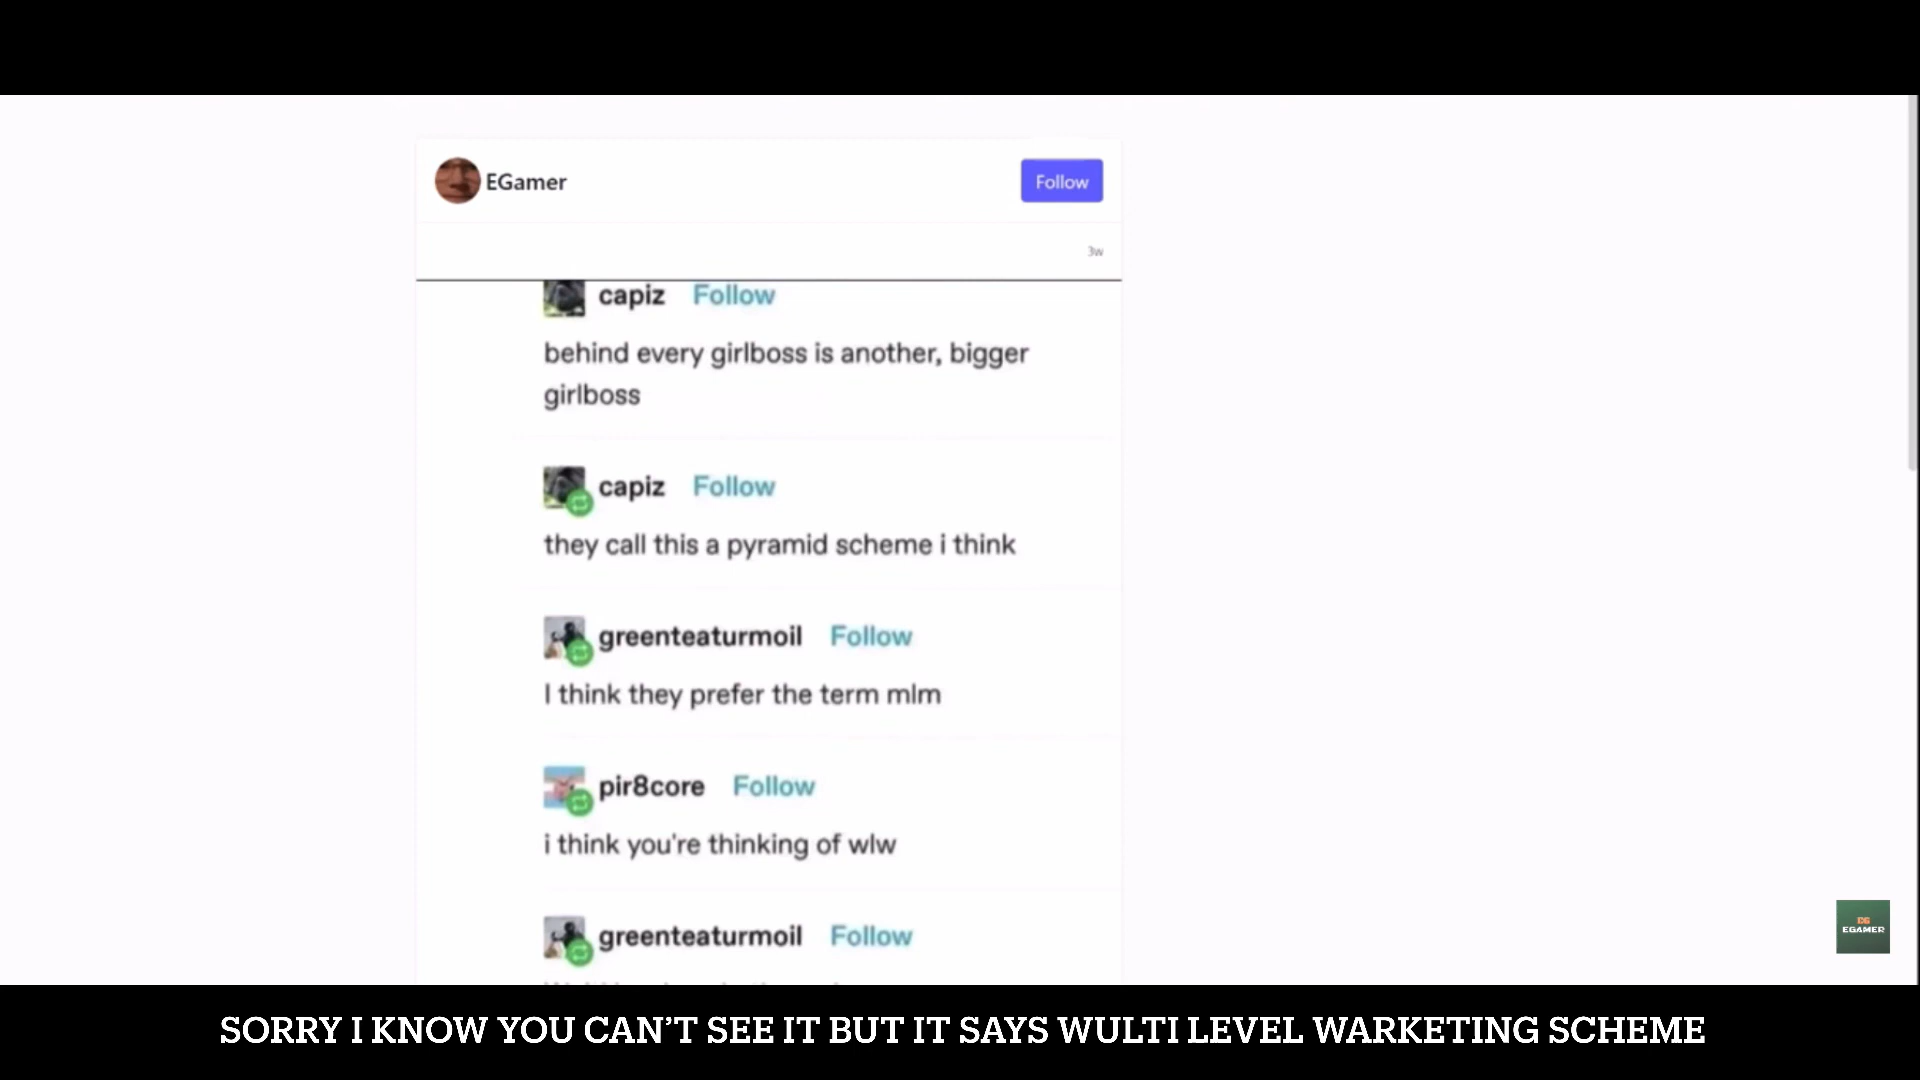 EGamer
Follow
3w
capiz Follow
behind every girlboss is another, bigger
girlboss
capiz Follow
they call this a pyramid scheme i think
greenteaturmoil Follow
I think they prefer the term mlm
pir8core Follow
i think you're thinking of wlw
greenteaturmoil Follow
EG
EGAMER
SORRY I KNOW YOU CAN'T SEE IT BUT IT SAYS WULTI LEVEL WARKETING SCHEME